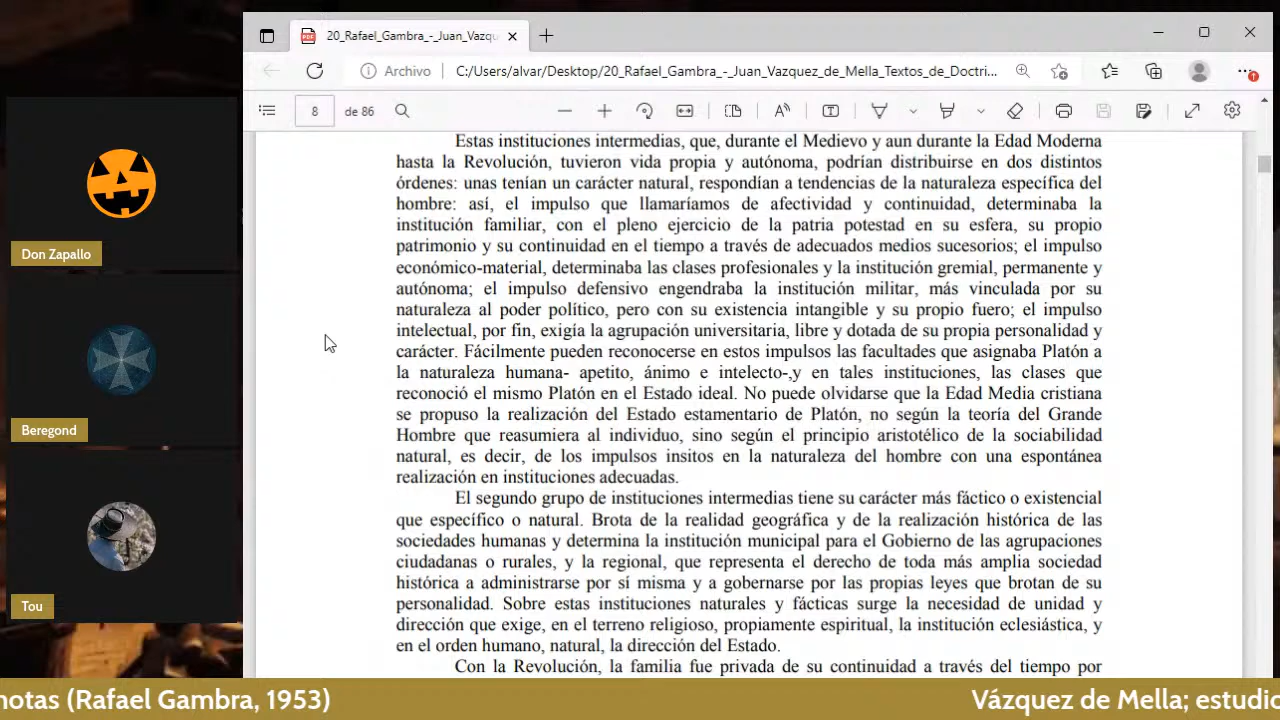 20_Rafael_Gambra_-_Juan_Vazqu
Archivo
C:/Users/alvar/Desktop/20_Rafael_Gambra_-_Juan_Vazquez_de_Mella_Textos_de_Doctri...
8 de 86
Estas instituciones intermedias, que, durante el Medievo y aun durante la Edad Moderna
hasta la Revolución, tuvieron vida propia y autónoma, podrían distribuirse en dos distintos
órdenes: unas tenían un carácter natural, respondían a tendencias de la naturaleza específica del
hombre: así, el impulso que llamaríamos de afectividad y continuidad, determinaba la
institución familiar, con el pleno ejercicio de la patria potestad en su esfera, su propio
patrimonio y su continuidad en el tiempo a través de adecuados medios sucesorios; el impulso
económico-material, determinaba las clases profesionales y la institución gremial, permanente y
autónoma; el impulso defensivo engendraba la institución militar, más vinculada por su
naturaleza al poder político, pero con su existencia intangible y su propio fuero; el impulso
intelectual, por fin, exigía la agrupación universitaria, libre y dotada de su propia personalidad y
carácter. Fácilmente pueden reconocerse en estos impulsos las facultades que asignaba Platón a
la naturaleza humana- apetito, ánimo e intelecto-,y en tales instituciones, las clases que
reconoció el mismo Platón en el Estado ideal. No puede olvidarse que la Edad Media cristiana
se propuso la realización del Estado estamentario de Platón, no según la teoría del Grande
Hombre que reasumiera al individuo, sino según el principio aristotélico de la sociabilidad
natural, es decir, de los impulsos insitos en la naturaleza del hombre con una espontánea
realización en instituciones adecuadas.
El segundo grupo de instituciones intermedias tiene su carácter más fáctico o existencial
que específico o natural. Brota de la realidad geográfica y de la realización histórica de las
sociedades humanas y determina la institución municipal para el Gobierno de las agrupaciones
ciudadanas o rurales, y la regional, que representa el derecho de toda más amplia sociedad
histórica a administrarse por sí misma y a gobernarse por las propias leyes que brotan de su
personalidad. Sobre estas instituciones naturales y fácticas surge la necesidad de unidad y
dirección que exige, en el terreno religioso, propiamente espiritual, la institución eclesiástica, y
en el orden humano, natural, la dirección del Estado.
Con la Revolución, la familia fue privada de su continuidad a través del tiempo por
Don Zapallo
Beregond
Tou
notas (Rafael Gambra, 1953)
Vázquez de Mella; estudio